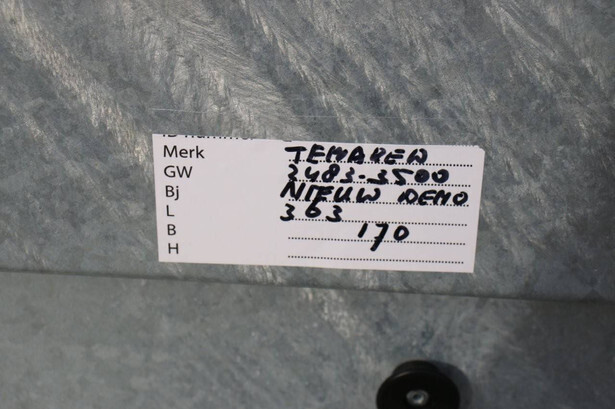 Merk TEMARED
GW 3483-3500
Bj NIEUW DEMO
L 363
B 170
H